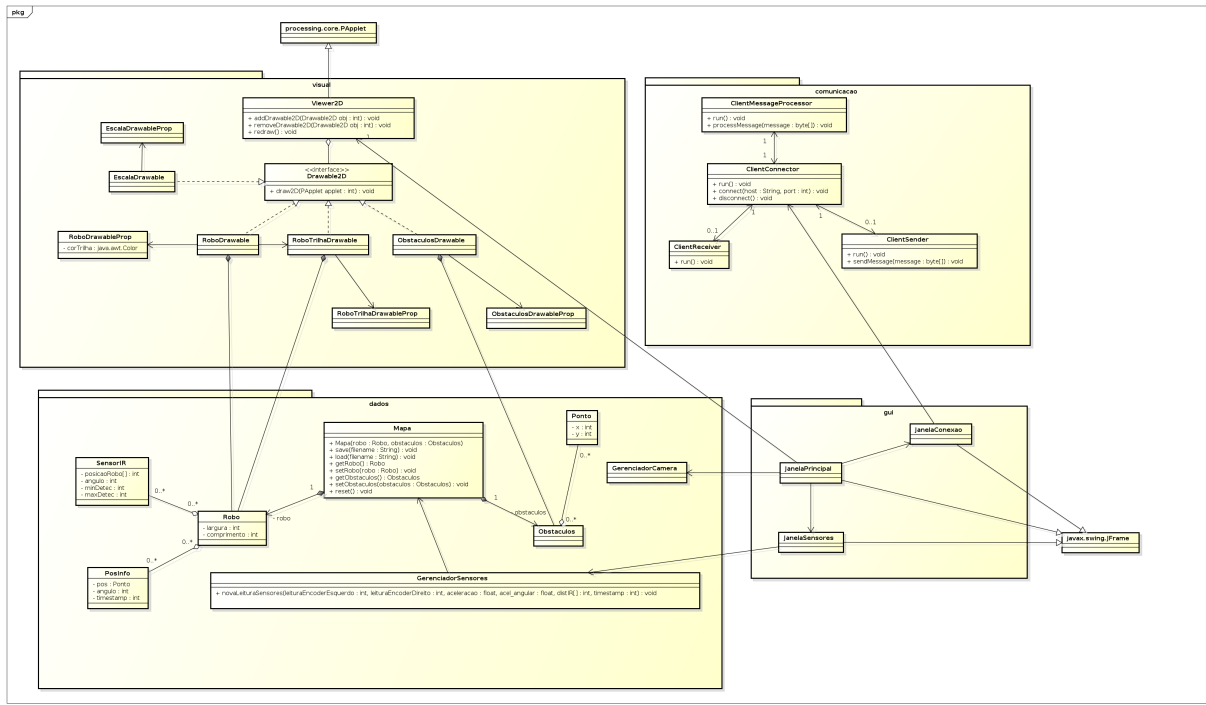 pkg
processing.core.PApplet
visual
Viewer2D
+ addDrawable2D(Drawable2D obj : int) : void
+ removeDrawable2D(Drawable2D obj : int) : void
+ redraw() : void
1
EscalaDrawableProp
EscalaDrawable
<<interface>>
Drawable2D
+ draw2D(PApplet applet : int) : void
RoboDrawableProp
- corTrilha : java.awt.Color
RoboDrawable
RoboTrilhaDrawable
ObstaculosDrawable
RoboTrilhaDrawableProp
ObstaculosDrawableProp
comunicacao
ClientMessageProcessor
+ run() : void
+ processMessage(message : byte[]) : void
1
1
ClientConnector
+ run() : void
+ connect(host : String, port : int) : void
+ disconnect() : void
1
1
0..1
0..1
ClientReceiver
+ run() : void
ClientSender
+ run() : void
+ sendMessage(message : byte[]) : void
dados
Mapa
+ Mapa(robo : Robo, obstaculos : Obstaculos)
+ save(filename : String) : void
+ load(filename : String) : void
+ getRobo() : Robo
+ setRobo(robo : Robo) : void
+ getObstaculos() : Obstaculos
+ setObstaculos(obstaculos : Obstaculos) : void
+ reset() : void
Ponto
- x : int
- y : int
0..*
SensorIR
- posicaoRobo[] : int
- angulo : int
- minDetec : int
- maxDetec : int
0..*
0..*
1
- robo
1
- obstaculos
0..*
Robo
- largura : int
- comprimento : int
Obstaculos
0..*
0..*
PosInfo
- pos : Ponto
- angulo : int
- timestamp : int
GerenciadorCamera
GerenciadorSensores
+ novaLeituraSensores(leituraEncoderEsquerdo : int, leituraEncoderDireito : int, aceleracao : float, acel_angular : float, distIR[] : int, timestamp : int) : void
gui
JanelaConexao
JanelaPrincipal
JanelaSensores
javax.swing.JFrame